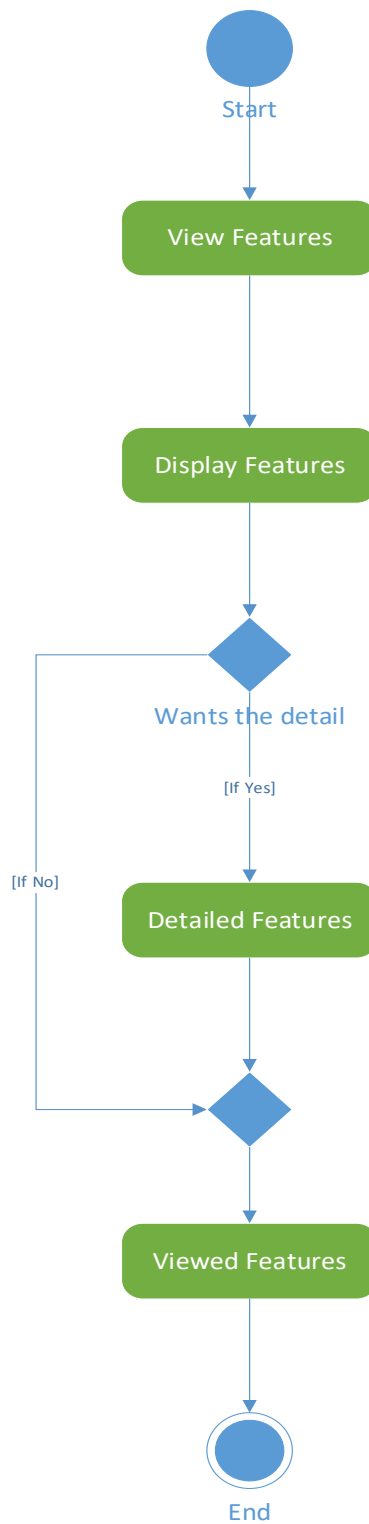 Start
View Features
Display Features
Wants the detail
[If Yes]
[If No]
Detailed Features
Viewed Features
End